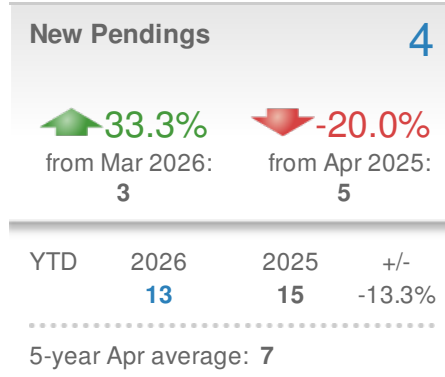 New Pendings 4
33.3% -20.0%
from Mar 2026: from Apr 2025:
3 5
YTD 2026 2025 +/-
13 15 -13.3%
5-year Apr average: 7